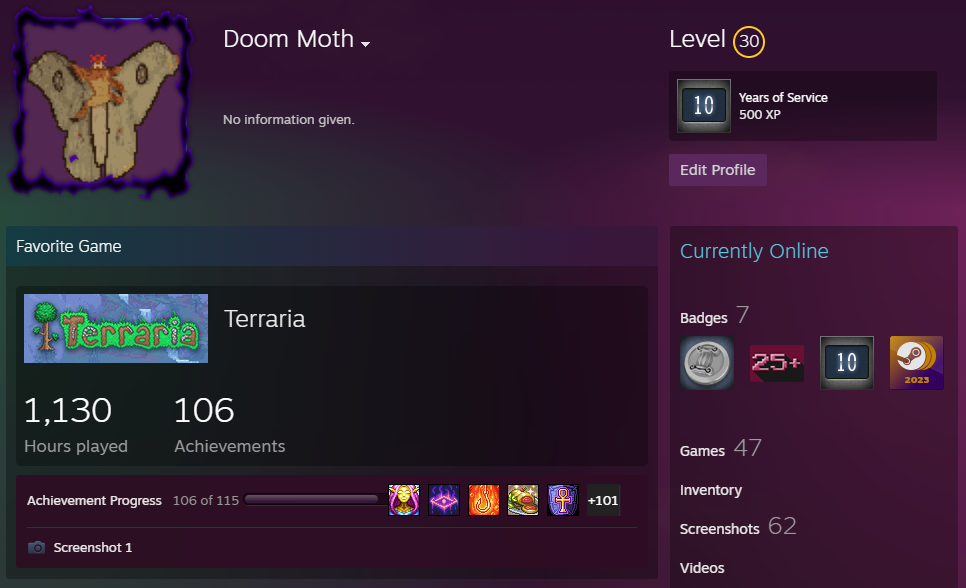 Doom Moth
No information given.
Level 30
10
Years of Service
500 XP
Edit Profile
Favorite Game
Terraria
Terraria
1,130
Hours played
106
Achievements
Achievement Progress 106 of 115 +101
Screenshot 1
Currently Online
Badges 7
25+
10
2023
Games 47
Inventory
Screenshots 62
Videos